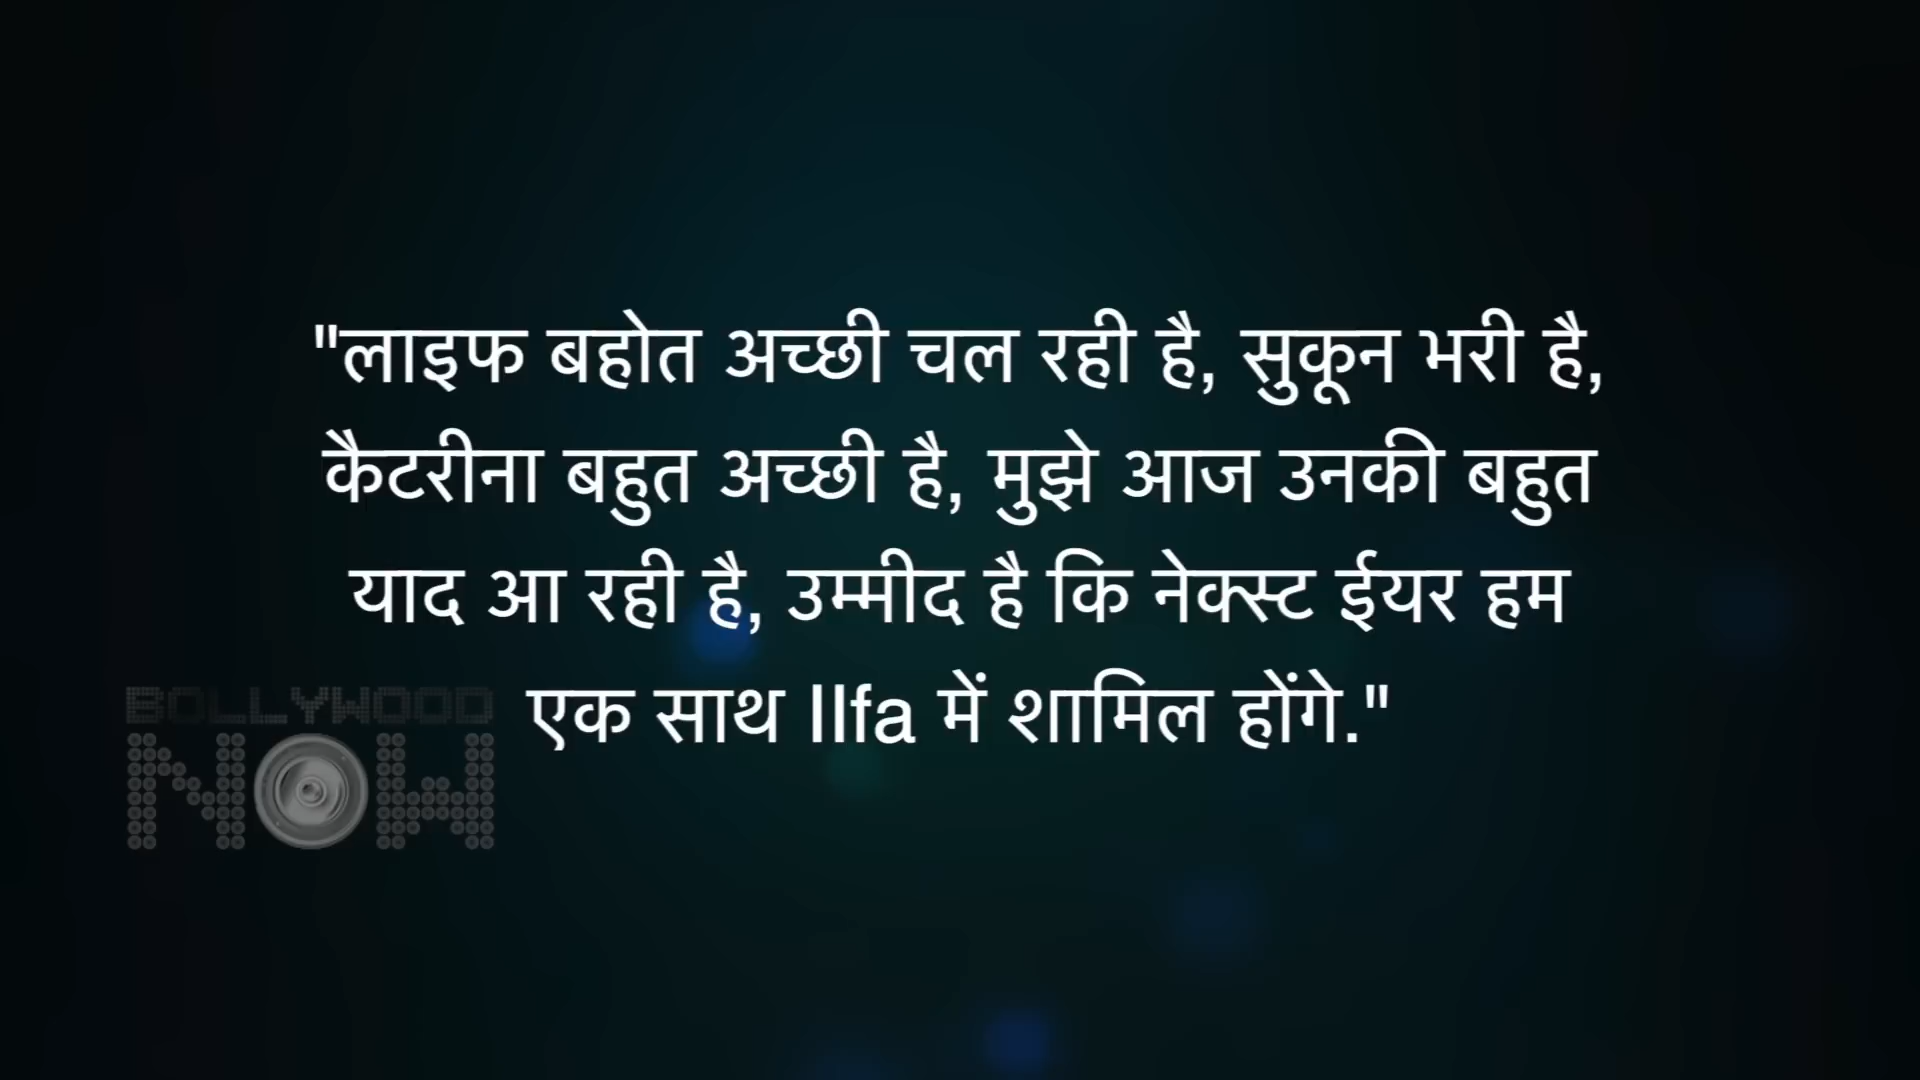 "लाइफ बहोत अच्छी चल रही है, सुकून भरी है,
कैटरीना बहुत अच्छी है, मुझे आज उनकी बहुत
याद आ रही है, उम्मीद है कि नेक्स्ट ईयर हम
एक साथ IIfa में शामिल होंगे."
BOLLYWOOD
NOW